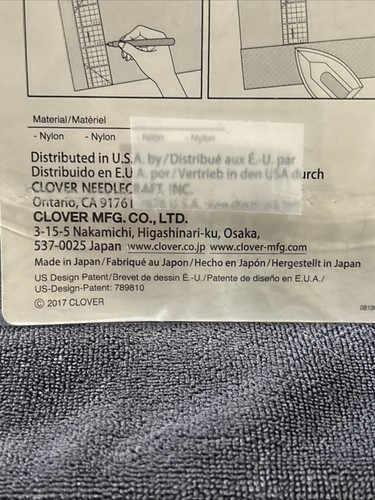 Material/Matériel
- Nylon - Nylon - Nylon - Nylon
Distributed in U.S.A. by/Distribué aux É.-U. par
Distribuido en E.U.A. por/Vertrieb in den USA durch
CLOVER NEEDLECRAFT, INC.
Ontario, CA 91761
CLOVER MFG. CO., LTD.
3-15-5 Nakamichi, Higashinari-ku, Osaka,
537-0025 Japan www.clover.co.jp www.clover-mfg.com
Made in Japan/Fabriqué au Japon/Hecho en Japón/Hergestellt in Japan
US Design Patent/Brevet de dessin É.-U./Patente de diseño en E.U.A./
US-Design-Patent: 789810
© 2017 CLOVER